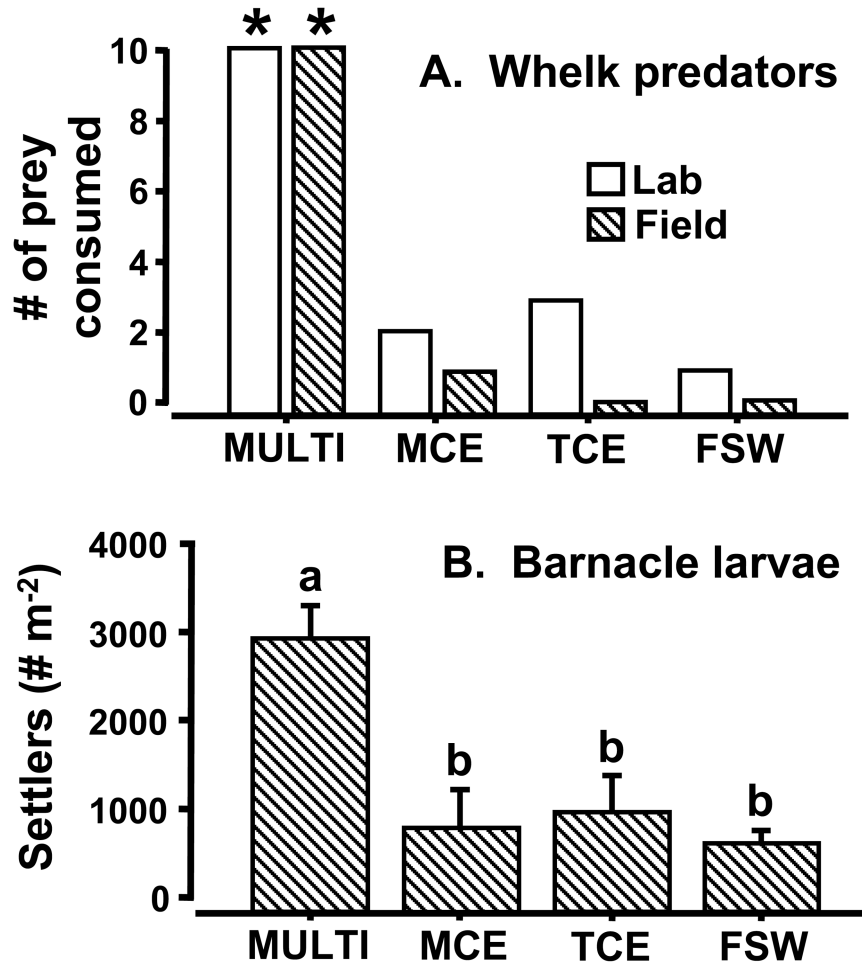 * *
A. Whelk predators
# of prey
consumed
10
8
6
4
2
0
Lab
Field
MULTI MCE TCE FSW
B. Barnacle larvae
Settlers (# m-2)
4000
3000
2000
1000
0
a
b
b
b
MULTI MCE TCE FSW